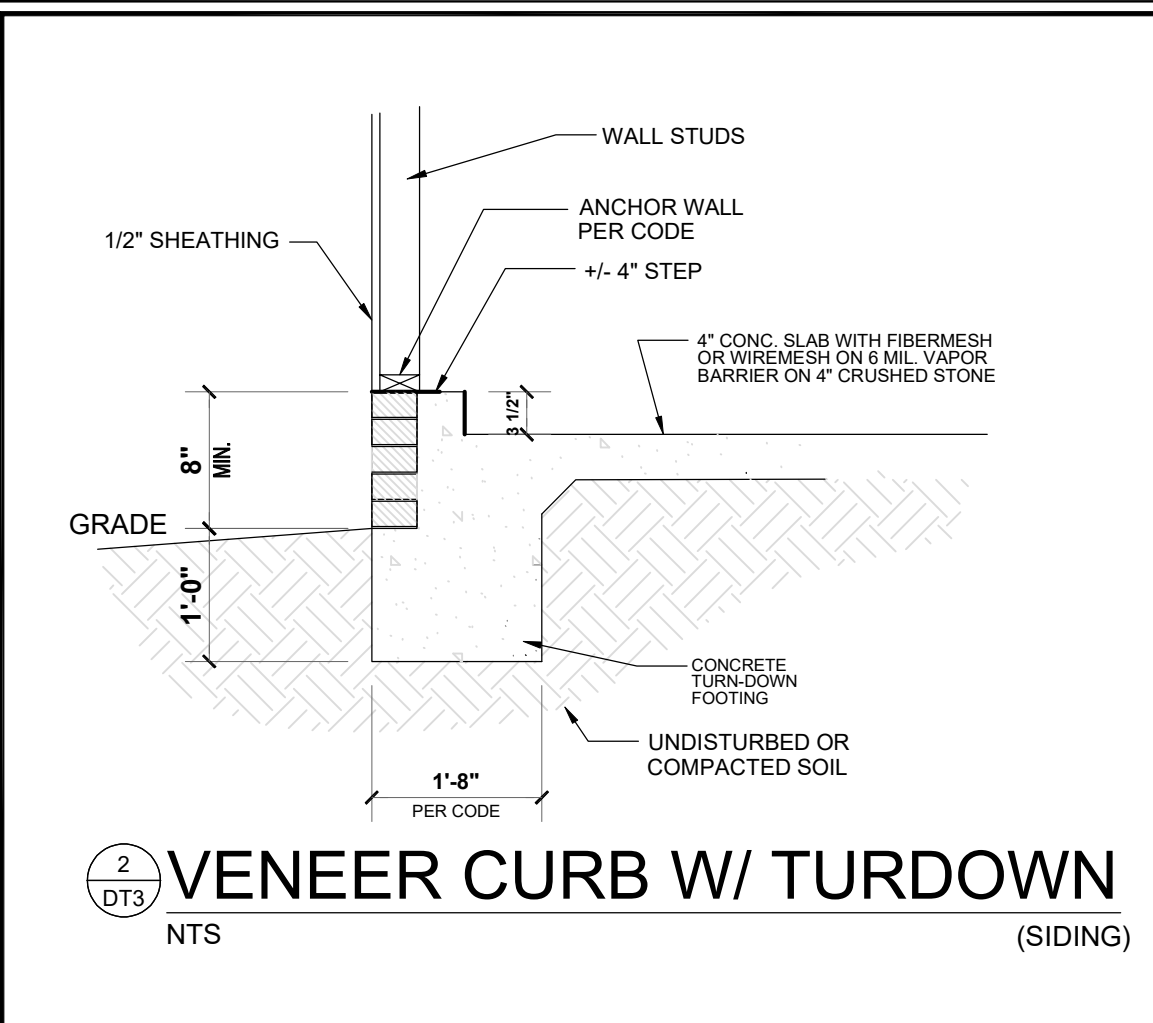 WALL STUDS
ANCHOR WALL
PER CODE
1/2" SHEATHING
+/- 4" STEP
4" CONC. SLAB WITH FIBERMESH
OR WIREMESH ON 6 MIL. VAPOR
BARRIER ON 4" CRUSHED STONE
3 1/2"
8"
MIN.
GRADE
1'-0"
CONCRETE
TURN-DOWN
FOOTING
UNDISTURBED OR
COMPACTED SOIL
1'-8"
PER CODE
2
DT3
VENEER CURB W/ TURDOWN
NTS
(SIDING)